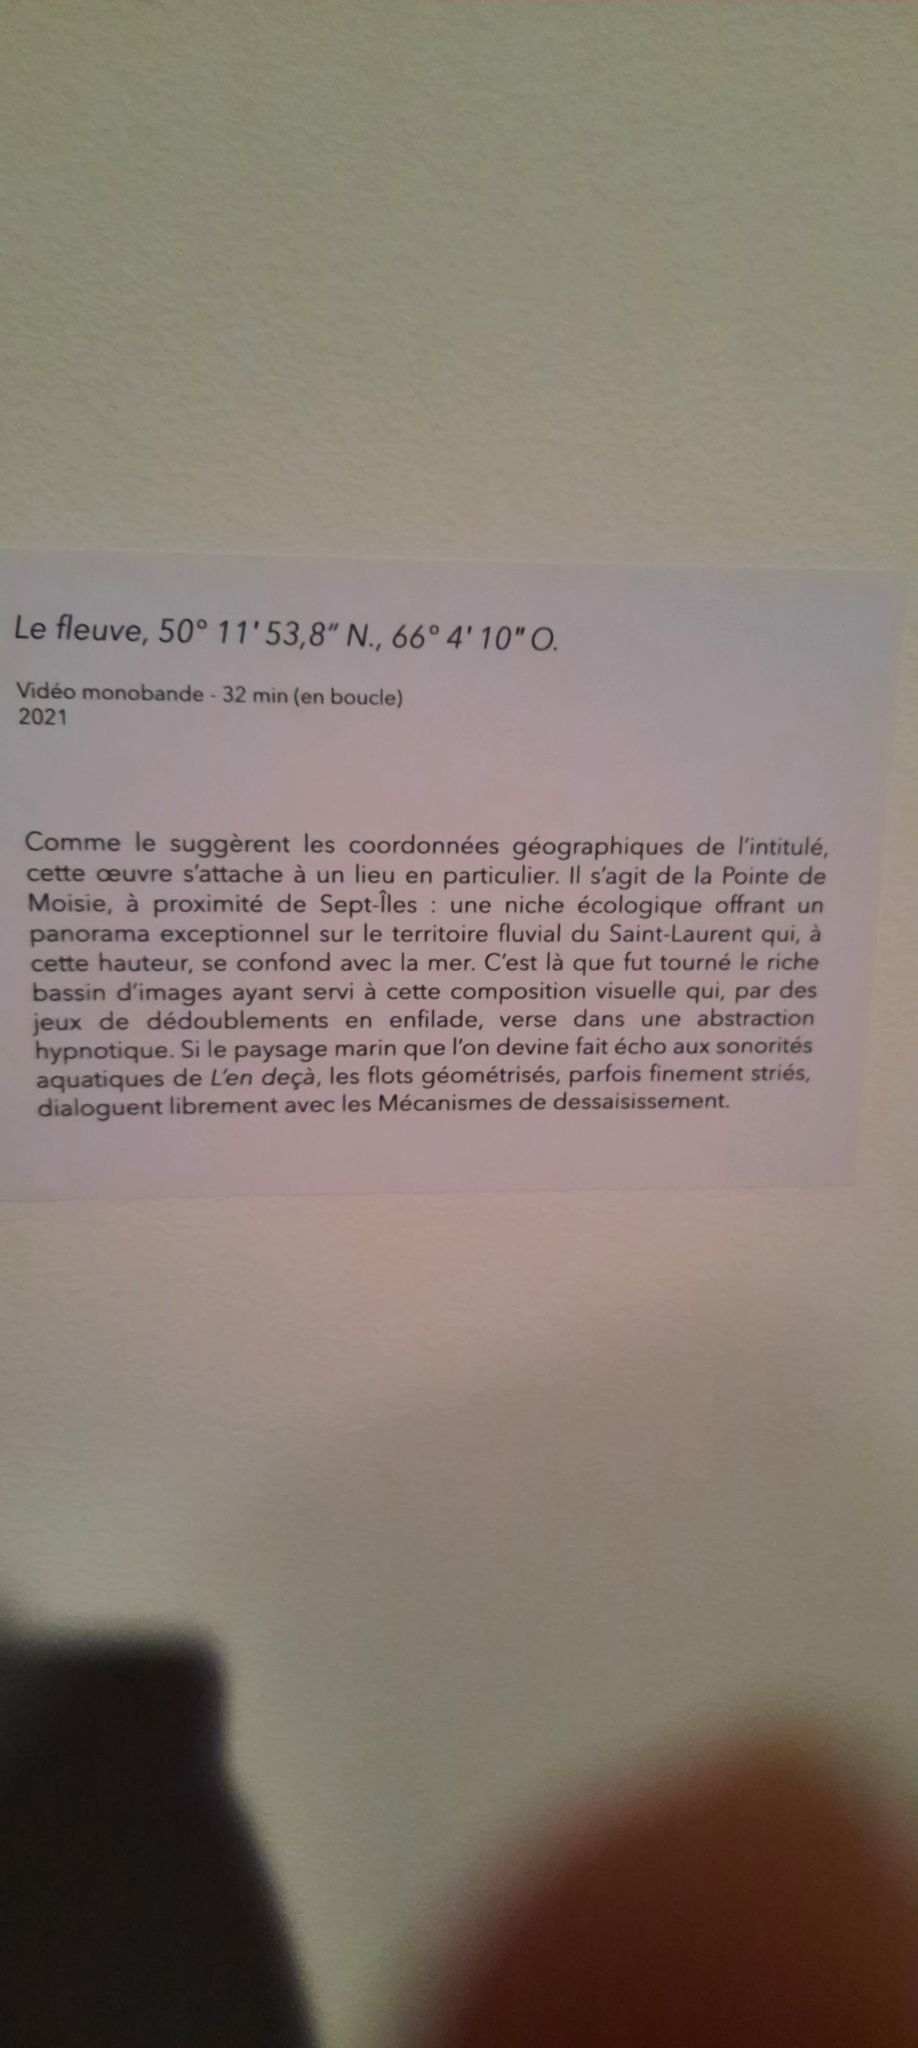 Le fleuve, 50° 11' 53,8" N., 66° 4' 10" O.
Vidéo monobande - 32 min (en boucle)
2021
Comme le suggèrent les coordonnées géographiques de l'intitulé,
cette œuvre s'attache à un lieu en particulier. Il s'agit de la Pointe de
Moisie, à proximité de Sept-Îles : une niche écologique offrant un
panorama exceptionnel sur le territoire fluvial du Saint-Laurent qui, à
cette hauteur, se confond avec la mer. C'est là que fut tourné le riche
bassin d'images ayant servi à cette composition visuelle qui, par des
jeux de dédoublements en enfilade, verse dans une abstraction
hypnotique. Si le paysage marin que l'on devine fait écho aux sonorités
aquatiques de L'en deçà, les flots géométrisés, parfois finement striés,
dialoguent librement avec les Mécanismes de dessaisissement.